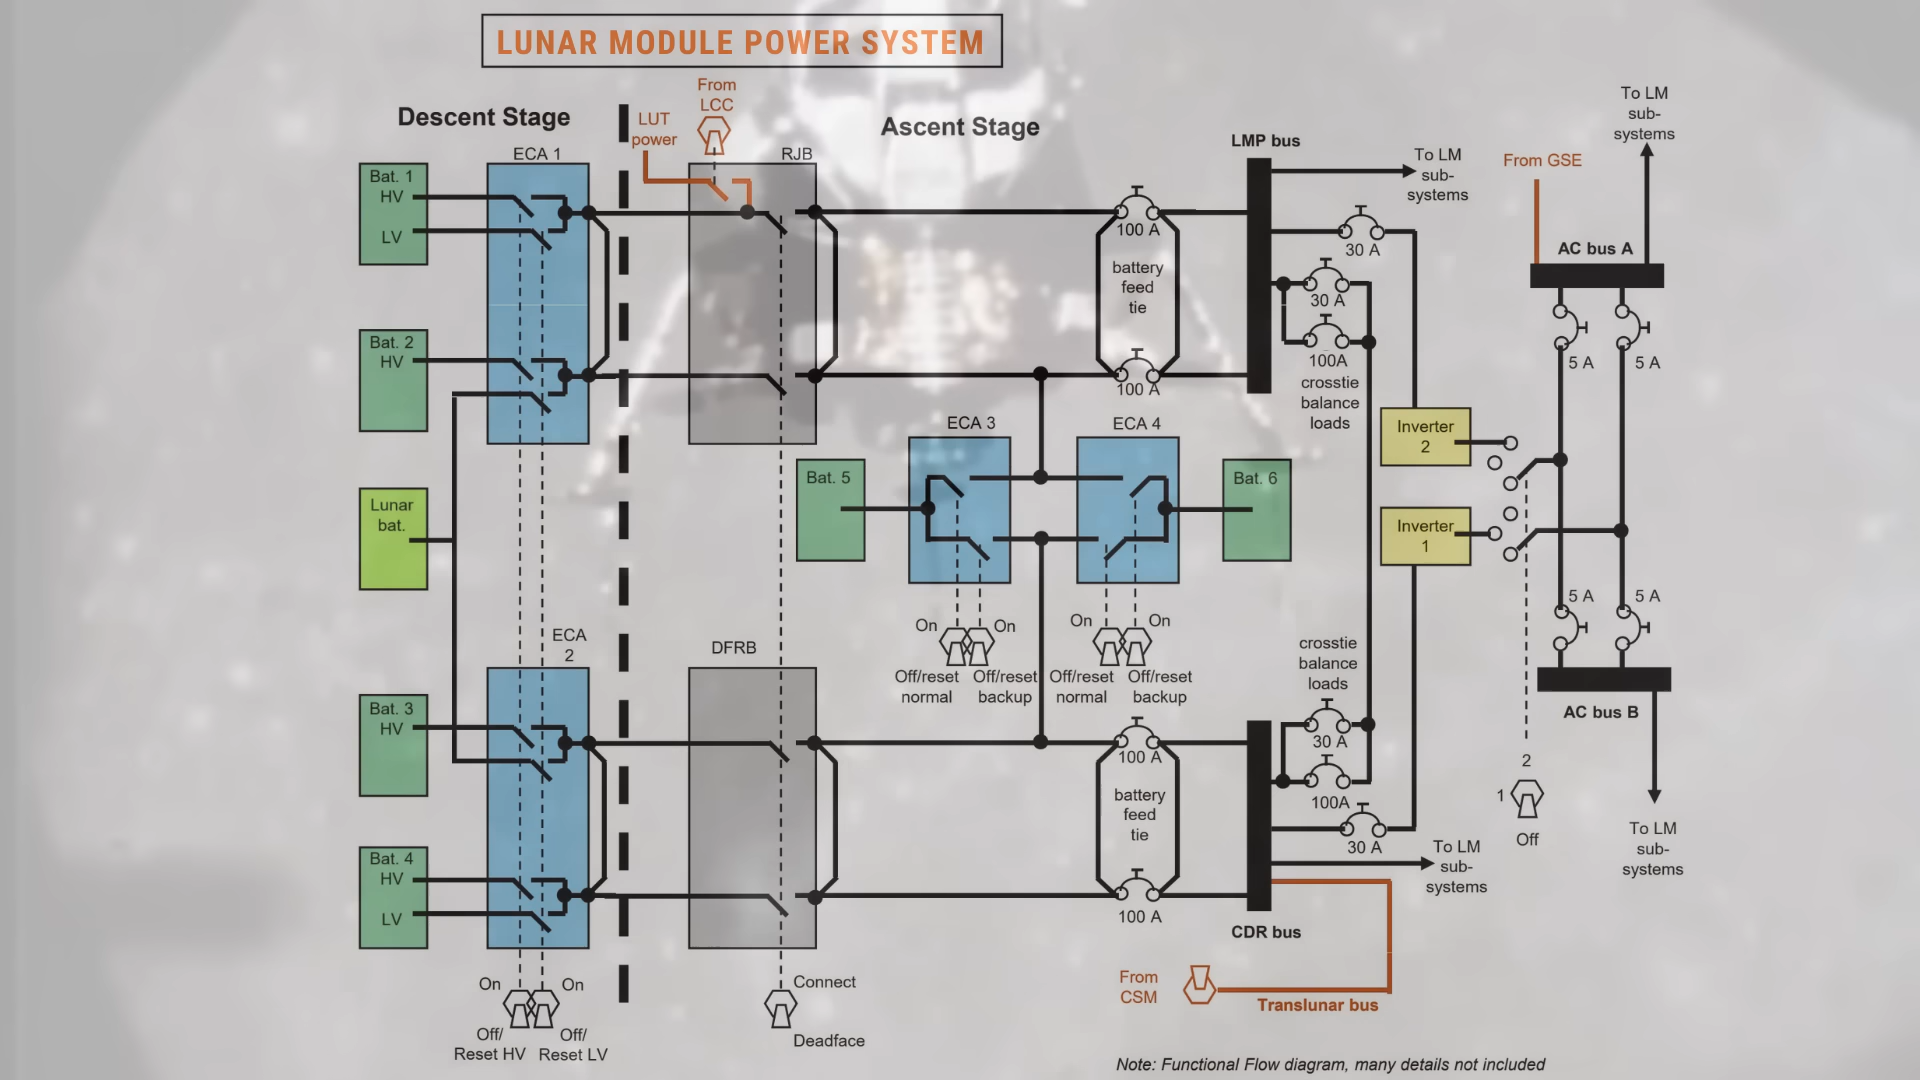 LUNAR MODULE POWER SYSTEM
Descent Stage
Ascent Stage
LUT
power
From
LCC
ECA 1
RJB
LMP bus
To LM
sub-
systems
To LM
sub-
systems
From GSE
Bat. 1
HV
LV
100 A
battery
feed
tie
100 A
30 A
30 A
100A
crosstie
balance
loads
AC bus A
5 A
5 A
Bat. 2
HV
ECA 3
ECA 4
Inverter
2
Bat. 5
Bat. 6
Lunar
bat.
Inverter
1
On
On
On
On
Off/reset
normal
Off/reset
backup
Off/reset
normal
Off/reset
backup
5 A
5 A
ECA
2
DFRB
crosstie
balance
loads
AC bus B
Bat. 3
HV
100 A
battery
feed
tie
100 A
30 A
100A
30 A
2
1
Off
To LM
sub-
systems
To LM
sub-
systems
Bat. 4
HV
LV
CDR bus
On
On
Off/
Reset HV
Off/
Reset LV
Connect
Deadface
From
CSM
Translunar bus
Note: Functional Flow diagram, many details not included